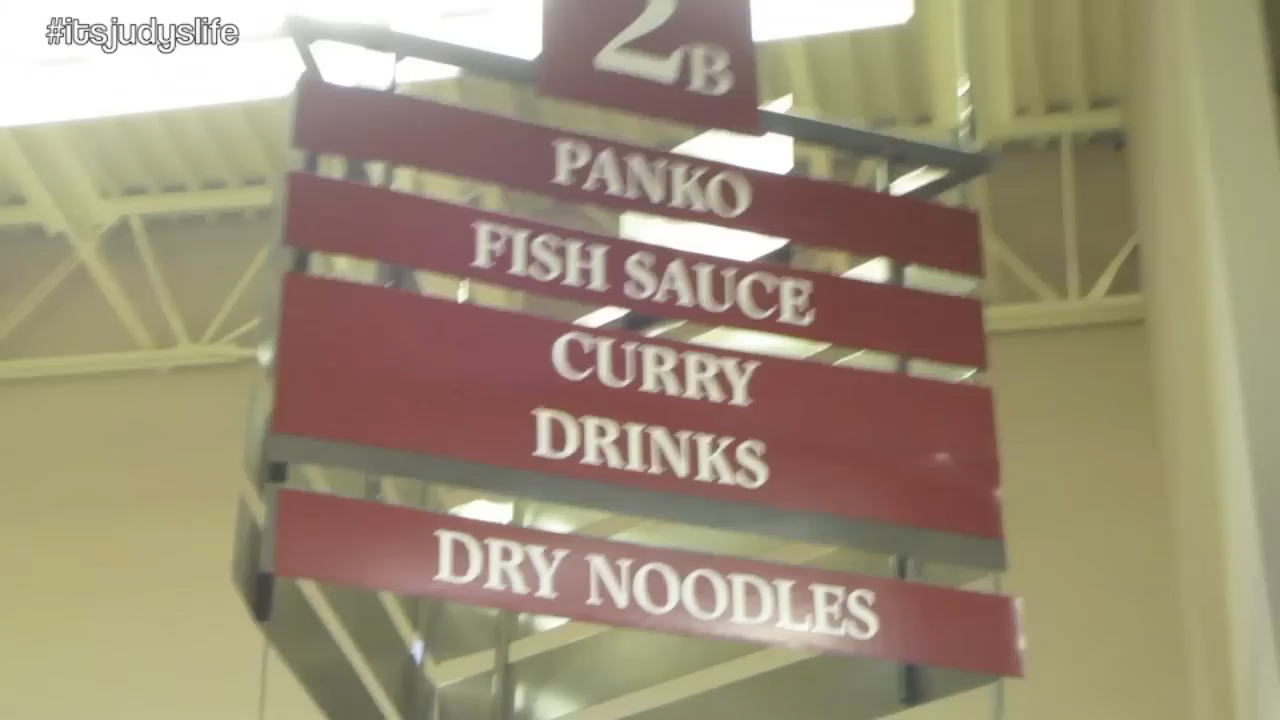 #itsjudyslife
2B
PANKO
FISH SAUCE
CURRY
DRINKS
DRY NOODLES